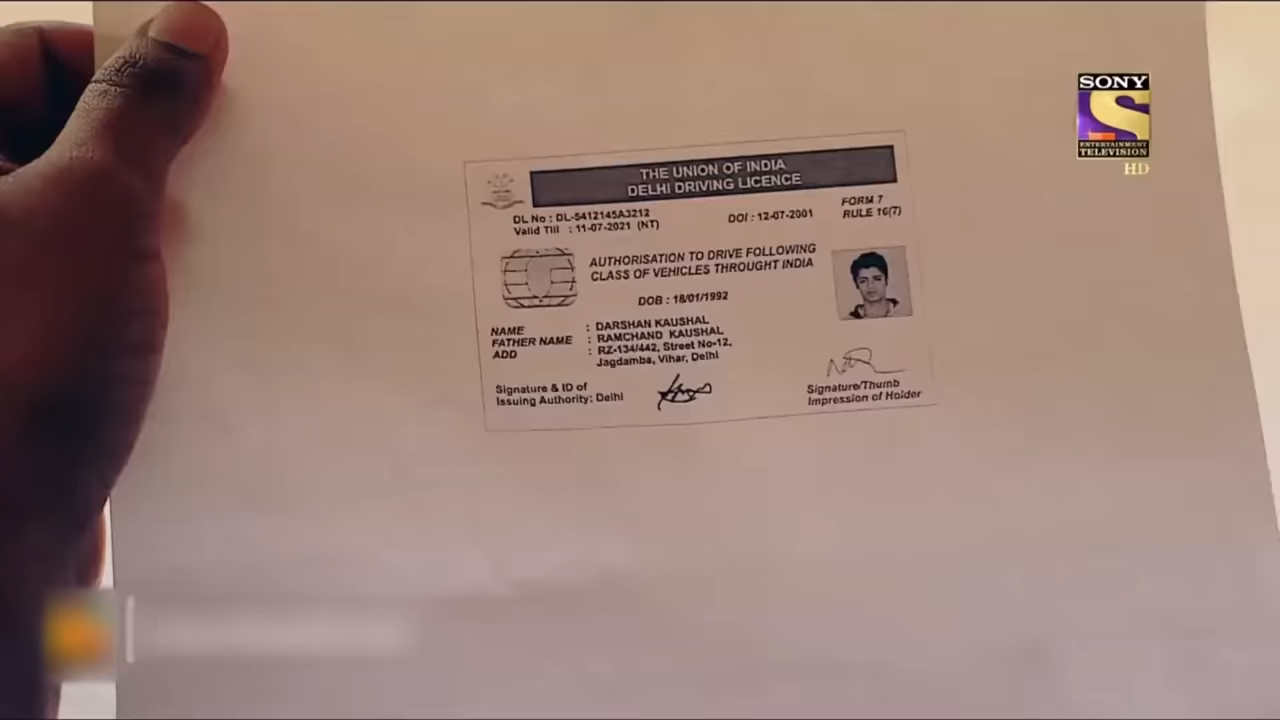 SONY
ENTERTAINMENT
TELEVISION
HD
THE UNION OF INDIA
DELHI DRIVING LICENCE
DL No : DL-5412145A3212
Valid Till : 11-07-2021 (NT)
DOI : 12-07-2001
FORM 7
RULE 16(7)
AUTHORISATION TO DRIVE FOLLOWING
CLASS OF VEHICLES THROUGHT INDIA
DOB : 18/01/1992
NAME : DARSHAN KAUSHAL
FATHER NAME : RAMCHAND KAUSHAL
ADD : RZ-134/442, Street No-12,
Jagdamba, Vihar, Delhi
Signature & ID of
Issuing Authority: Delhi
Signature/Thumb
Impression of Holder